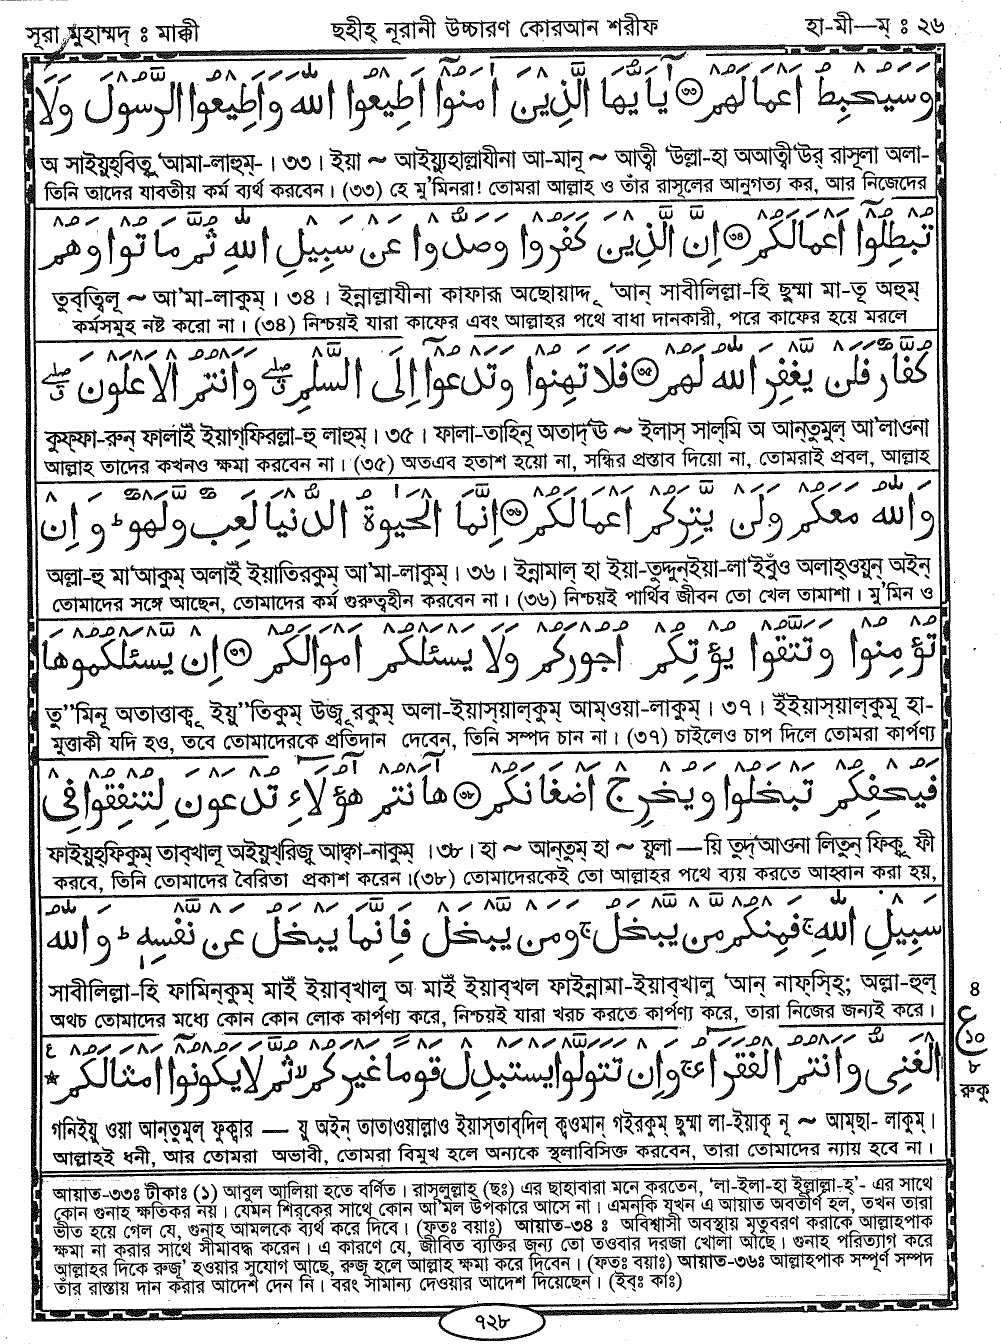 সূরা মুহাম্মদ্ ঃ মাক্কী
ছহীহ্ নূরানী উচ্চারণ কোরআন শরীফ
হা-মী—ম্ ঃ ২৬
وَسَيُحْبِطُ أَعْمَالَهُمْ ۝٣٣ يَا أَيُّهَا الَّذِينَ آمَنُوا أَطِيعُوا اللَّهَ وَأَطِيعُوا الرَّسُولَ وَلَا
অ সাইয়ুহ্‌বিত্বু 'আমা-লাহুম্-। ৩৩। ইয়া ~ আইয়্যুহাল্লাযীনা আ-মানূ ~ আত্বী 'উল্লা-হা অআত্বী'উর্ রাসূলা অলা-
তিনি তাদের যাবতীয় কর্ম ব্যর্থ করবেন। (৩৩) হে মু'মিনরা! তোমরা আল্লাহ ও তাঁর রাসূলের আনুগত্য কর, আর নিজেদের
تُبْطِلُوا أَعْمَالَكُمْ ۝٣٤ إِنَّ الَّذِينَ كَفَرُوا وَصَدُّوا عَنْ سَبِيلِ اللَّهِ ثُمَّ مَاتُوا وَهُمْ
তুব্‌ত্বিলূ ~ আ'মা-লাকুম্। ৩৪। ইন্নাল্লাযীনা কাফারূ অছোয়াদ্দূ 'আন্ সাবীলিল্লা-হি ছুম্মা মা-তূ অহুম্
কর্মসমুহ নষ্ট করো না। (৩৪) নিশ্চয়ই যারা কাফের এবং আল্লাহর পথে বাধা দানকারী, পরে কাফের হয়ে মরলে
كُفَّارٌ فَلَنْ يَغْفِرَ اللَّهُ لَهُمْ ۝٣٥ فَلَا تَهِنُوا وَتَدْعُوا إِلَى السَّلْمِ ۖ وَأَنْتُمُ الْأَعْلَوْنَ ۖ
কুফ্ফা-রুন্ ফালাইঁ ইয়াগ্‌ফিরল্লা-হু লাহুম্। ৩৫। ফালা-তাহিনূ অতাদ্'ঊ ~ ইলাস্ সাল্‌মি অ আন্‌তুমুল্ আ'লাওনা
আল্লাহ তাদের কখনও ক্ষমা করবেন না। (৩৫) অতএব হতাশ হয়ো না, সন্ধির প্রস্তাব দিয়ো না, তোমরাই প্রবল, আল্লাহ
وَاللَّهُ مَعَكُمْ وَلَنْ يَتِرَكُمْ أَعْمَالَكُمْ ۝٣٦ إِنَّمَا الْحَيٰوةُ الدُّنْيَا لَعِبٌ وَلَهْوٌ ۚ وَإِنْ
অল্লা-হু মা'আকুম্ অলাইঁ ইয়াতিরকুম্ আ'মা-লাকুম্। ৩৬। ইন্নামাল্ হা ইয়া-তুদ্দুন্‌ইয়া-লা'ইবুঁও অলাহ্‌ওয়ুন্ অইন্
তোমাদের সঙ্গে আছেন, তোমাদের কর্ম গুরুত্বহীন করবেন না। (৩৬) নিশ্চয়ই পার্থিব জীবন তো খেল তামাশা। মু'মিন ও
تُؤْمِنُوا وَتَتَّقُوا يُؤْتِكُمْ أُجُورَكُمْ وَلَا يَسْئَلْكُمْ أَمْوَالَكُمْ ۝٣٧ إِنْ يَسْئَلْكُمُوهَا
তু"মিনূ অতাত্তাক্বূ ইয়ু"তিকুম্ উজূ রকুম্ অলা-ইয়াস্‌য়াল্‌কুম্ আম্‌ওয়া-লাকুম্। ৩৭। ইঁইয়াস্‌য়াল্‌কুমূ হা-
মুত্তাকী যদি হও, তবে তোমাদেরকে প্রতিদান দেবেন, তিনি সম্পদ চান না। (৩৭) চাইলেও চাপ দিলে তোমরা কার্পণ্য
فَيُحْفِكُمْ تَبْخَلُوا وَيُخْرِجْ أَضْغَانَكُمْ ۝٣٨ هَا أَنْتُمْ هٰؤُلَاءِ تُدْعَوْنَ لِتُنْفِقُوا فِي
ফাইয়ুহ্‌ফিকুম্ তাব্‌খালূ অইয়ুখ্‌রিজ্ব্ আদ্ব্‌গা-নাকুম্। ৩৮। হা ~ আন্‌তুম্ হা ~ য়ুলা —য়ি তুদ্'আওনা লিতুন্ ফিক্বূ ফী
করবে, তিনি তোমাদের বৈরিতা প্রকাশ করেন। (৩৮) তোমাদেরকেই তো আল্লাহর পথে ব্যয় করতে আহ্বান করা হয়,
سَبِيلِ اللَّهِ ۚ فَمِنْكُمْ مَنْ يَبْخَلُ ۚ وَمَنْ يَبْخَلْ فَإِنَّمَا يَبْخَلُ عَنْ نَفْسِهِ ۚ وَاللَّهُ
সাবীলিল্লা-হি ফামিন্‌কুম্ মাইঁ ইয়াব্‌খালু অ মাইঁ ইয়াব্‌খল ফাইন্নামা-ইয়াব্‌খালু 'আন্ নাফ্‌সিহ্; অল্লা-হুল্
অথচ তোমাদের মধ্যে কোন কোন লোক কার্পণ্য করে, নিশ্চয়ই যারা খরচ করতে কার্পণ্য করে, তারা নিজের জন্যই করে।
الْغَنِيُّ وَأَنْتُمُ الْفُقَرَاءُ ۚ وَإِنْ تَتَوَلَّوْا يَسْتَبْدِلْ قَوْمًا غَيْرَكُمْ ۙ ثُمَّ لَا يَكُونُوا أَمْثَالَكُمْ
গনিইয়ু ওয়া আন্‌তুমুল্ ফুক্বার — য়ু অইন্ তাতাওয়াল্লাও ইয়াস্‌তাব্‌দিল্ ক্বওমান্ গইরকুম্ ছুম্মা লা-ইয়াকূ নূ ~ আম্‌ছা- লাকুম্।
আল্লাহই ধনী, আর তোমরা অভাবী, তোমরা বিমুখ হলে অন্যকে স্থলাবিসিক্ত করবেন, তারা তোমাদের ন্যায় হবে না।
৪
ع
১০
৮
রুকু
আয়াত-৩৩ঃ টীকাঃ (১) আবুল আলিয়া হতে বর্ণিত। রাসূলুল্লাহ্ (ছঃ) এর ছাহাবারা মনে করতেন, 'লা-ইলা-হা ইল্লাল্লা-হ্'- এর সাথে
কোন গুনাহ্ ক্ষতিকর নয়। যেমন শিরকের সাথে কোন আ'মল উপকারে আসে না। এমনকি যখন এ আয়াত অবতীর্ণ হল, তখন তারা
ভীত হয়ে গেল যে, গুনাহ্ আমলকে ব্যর্থ করে দিবে। (ফতঃ বয়াঃ) আয়াত-৩৪ ঃ অবিশ্বাসী অবস্থায় মৃত্যুবরণ করাকে আল্লাহপাক
ক্ষমা না করার সাথে সীমাবদ্ধ করেন। এ কারণে যে, জীবিত ব্যক্তির জন্য তো তওবার দরজা খোলা আছে। গুনাহ পরিত্যাগ করে
আল্লাহর দিকে রুজূ' হওয়ার সুযোগ আছে, রুজূ হলে আল্লাহ ক্ষমা করে দিবেন। (ফতঃ বয়াঃ) আয়াত-৩৬ঃ আল্লাহপাক সম্পূর্ণ সম্পদ
তাঁর রাস্তায় দান করার আদেশ দেন নি। বরং সামান্য দেওয়ার আদেশ দিয়েছেন। (ইবঃ কাঃ)
৭২৮